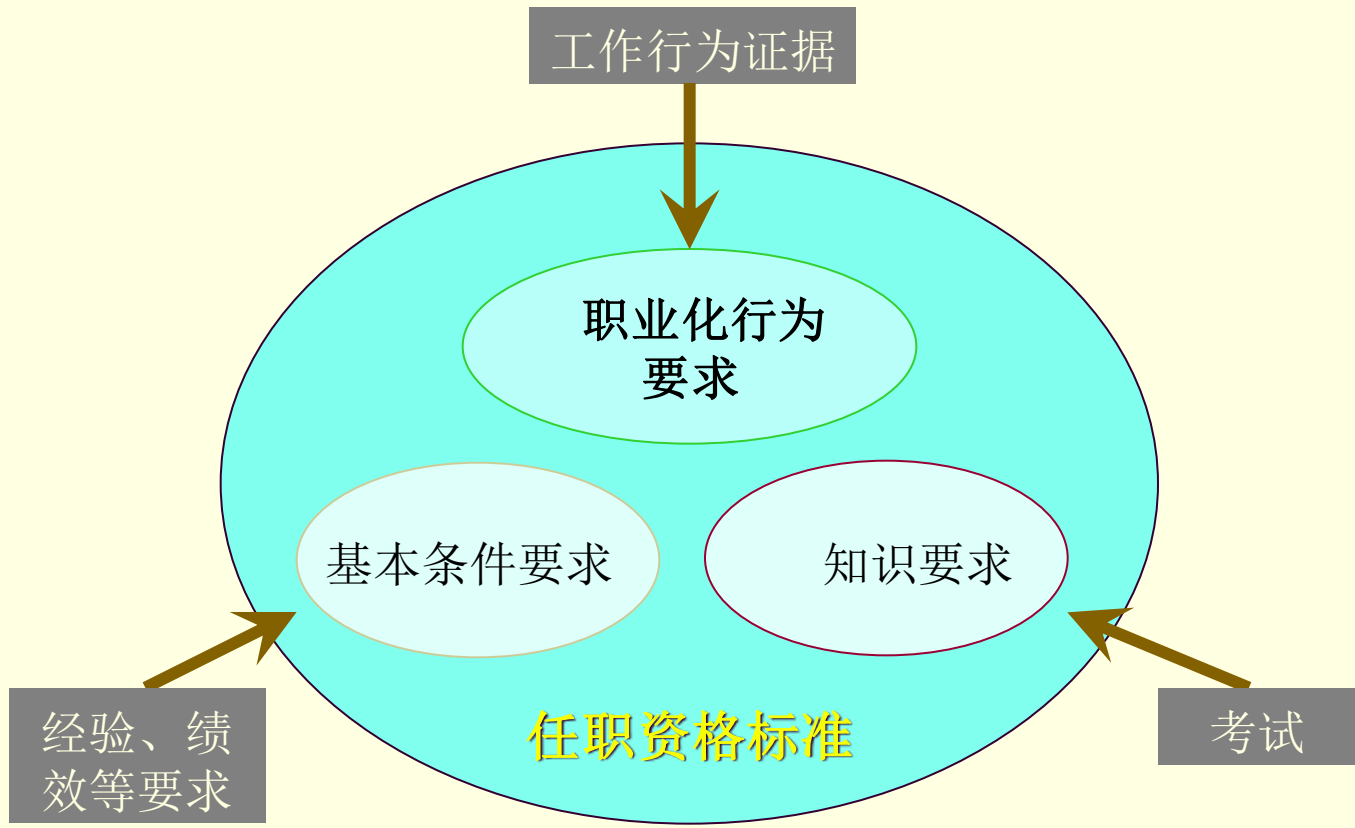 工作行为证据
职业化行为
要求
基本条件要求
知识要求
任职资格标准
经验、绩
效等要求
考试